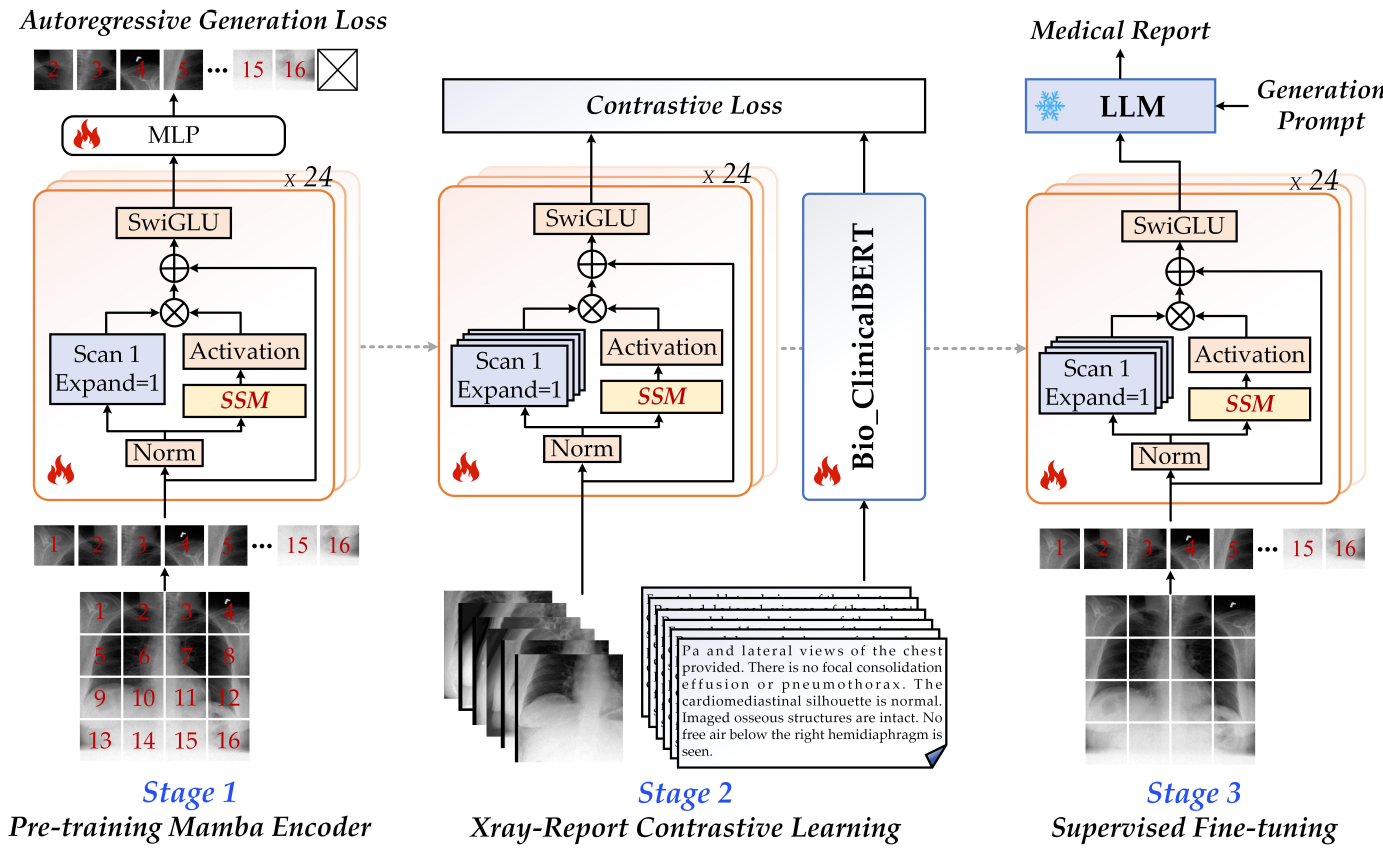 Autoregressive Generation Loss
2 3 4 5 ... 15 16
MLP
x 24
SwiGLU
Scan 1
Expand=1
Activation
SSM
Norm
1 2 3 4 5 ... 15 16
1 2 3 4
5 6 7 8
9 10 11 12
13 14 15 16
Stage 1
Pre-training Mamba Encoder
Contrastive Loss
x 24
SwiGLU
Scan 1
Expand=1
Activation
SSM
Norm
Bio_ClinicalBERT
Pa and lateral views of the chest
provided. There is no focal consolidation
effusion or pneumothorax. The
cardiomediastinal silhouette is normal.
Imaged osseous structures are intact. No
free air below the right hemidiaphragm is
seen.
Stage 2
Xray-Report Contrastive Learning
Medical Report
LLM
Generation
Prompt
x 24
SwiGLU
Scan 1
Expand=1
Activation
SSM
Norm
1 2 3 4 5 ... 15 16
Stage 3
Supervised Fine-tuning